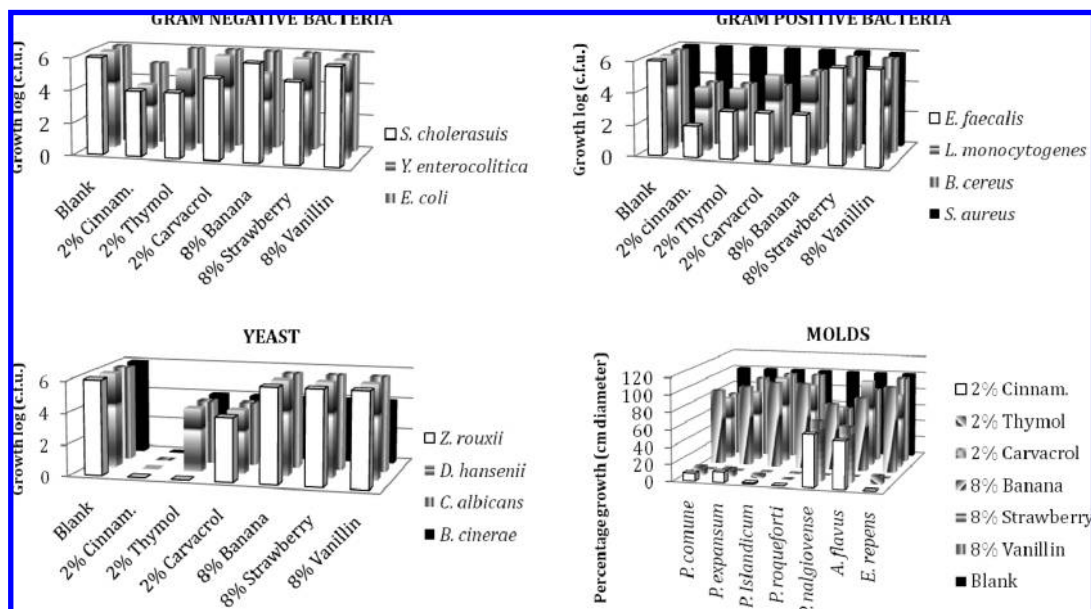 GRAM NEGATIVE BACTERIA
Growth log (c.f.u.)
6
4
2
0
Blank
2% Cinnam.
2% Thymol
2% Carvacrol
8% Banana
8% Strawberry
8% Vanillin
S. cholerasuis
Y. enterocolitica
E. coli
GRAM POSITIVE BACTERIA
Growth log (c.f.u.)
6
4
2
0
Blank
2% cinnam.
2% Thymol
2% Carvacrol
8% Banana
8% Strawberry
8% Vanillin
E. faecalis
L. monocytogenes
B. cereus
S. aureus
YEAST
Growth log (c.f.u.)
6
4
2
0
Blank
2% Cinnam.
2% Thymol
2% Carvacrol
8% Banana
8% Strawberry
8% Vanillin
Z. rouxii
D. hansenii
C. albicans
B. cinerae
MOLDS
Percentage growth (cm diameter)
120
100
80
60
40
20
0
P. comune
P. expansum
P. Islandicum
P. roqueforti
nalgiovense
A. flavus
E. repens
2% Cinnam.
2% Thymol
2% Carvacrol
8% Banana
8% Strawberry
8% Vanillin
Blank